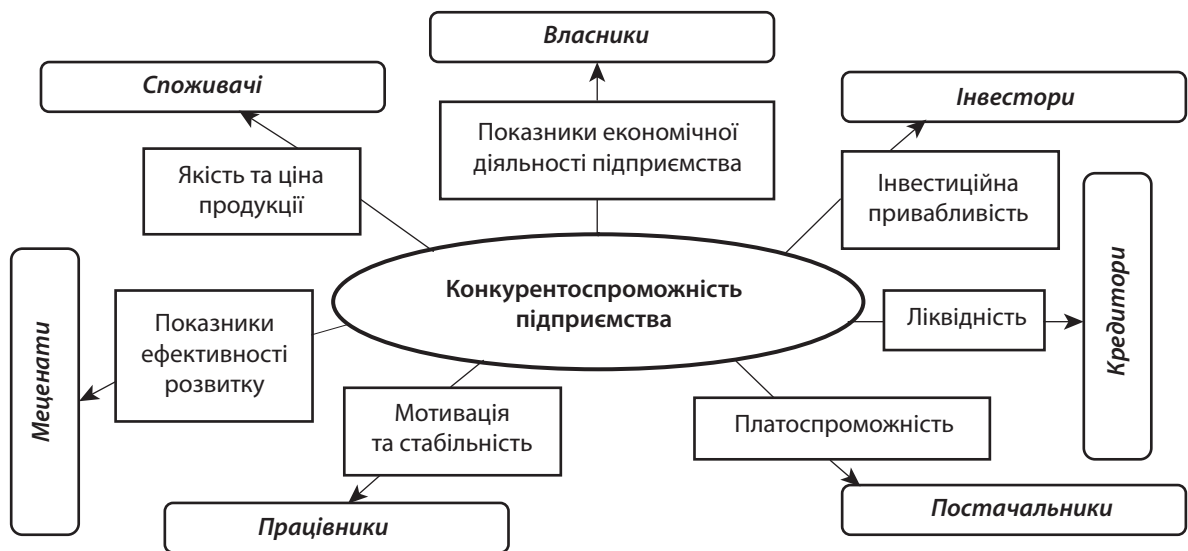 Власники
Споживачі
Інвестори
Показники економічної
діяльності підприємства
Якість та ціна
продукції
Інвестиційна
привабливість
Конкурентоспроможність
підприємства
Меценати
Показники
ефективності
розвитку
Ліквідність
Кредитори
Мотивація
та стабільність
Платоспроможність
Працівники
Постачальники